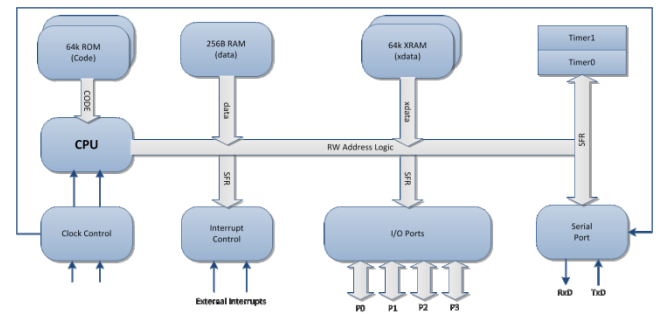 64k ROM
(Code)
256B RAM
(data)
64k XRAM
(xdata)
Timer1
Timer0
CODE
data
xdata
SFR
CPU
RW Address Logic
SFR
SFR
Clock Control
Interrupt
Control
I/O Ports
Serial
Port
External Interrupts
P0
P1
P2
P3
RxD
TxD